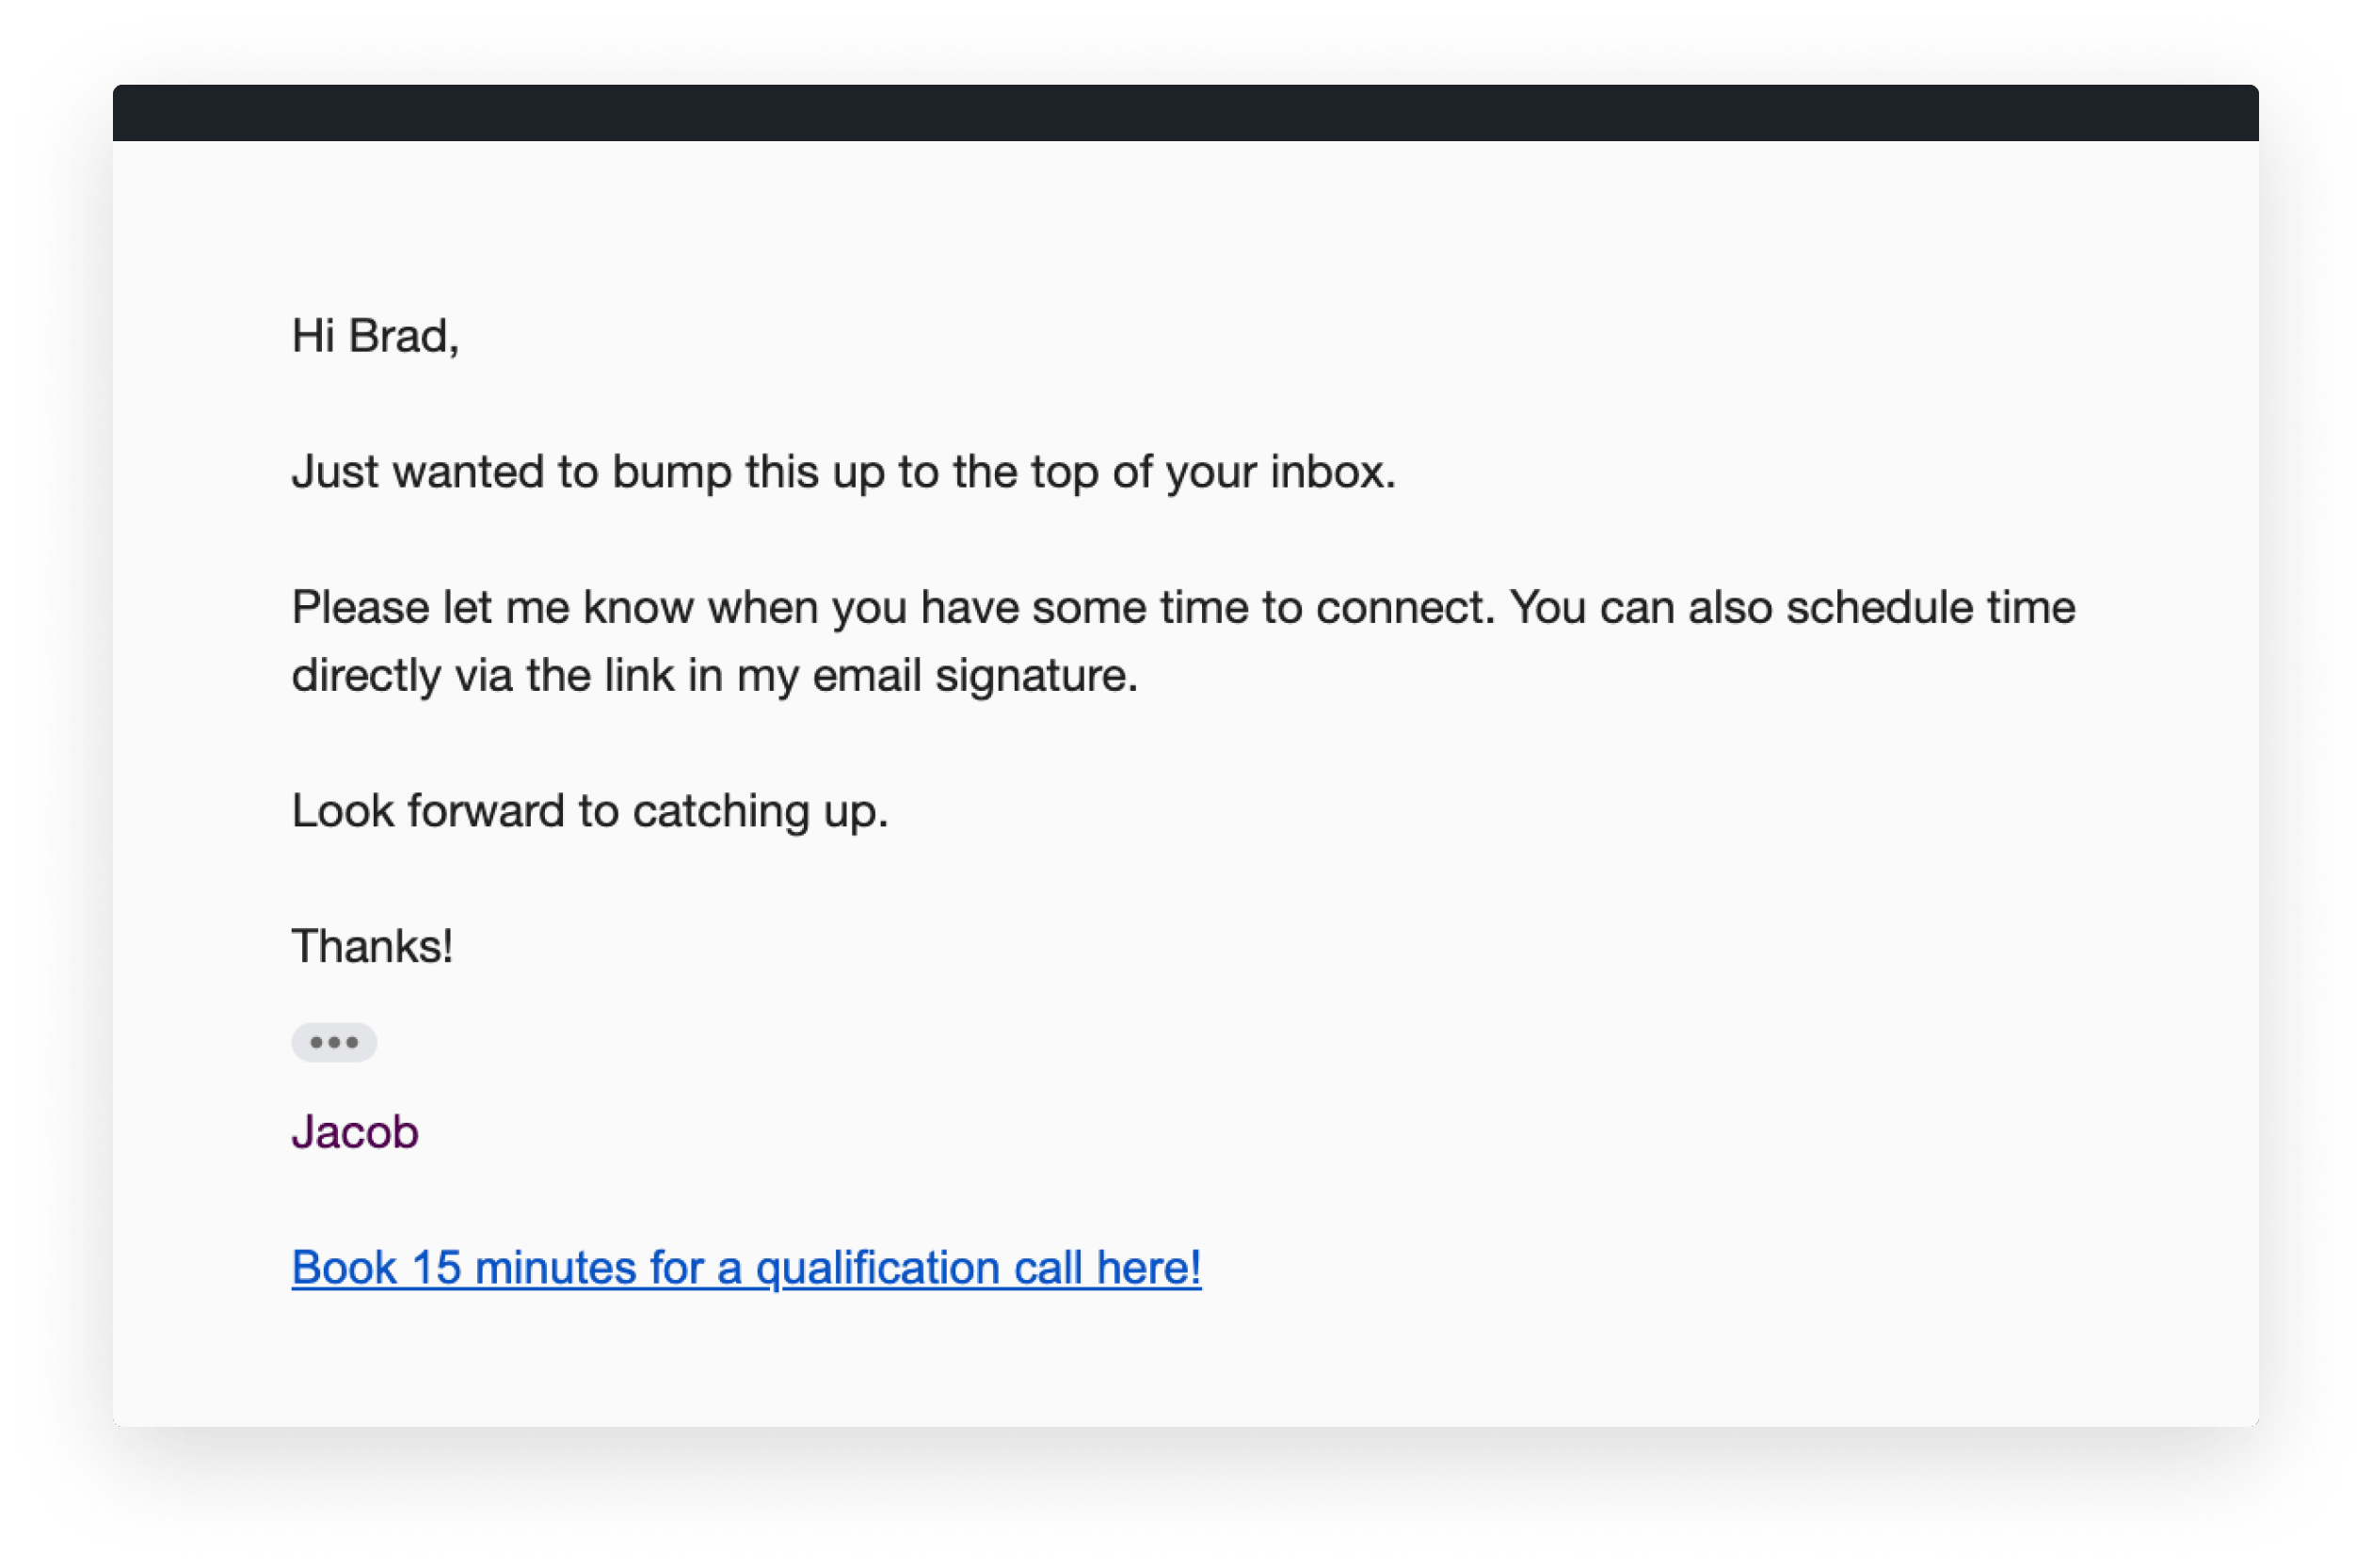 Hi Brad,
Just wanted to bump this up to the top of your inbox.
Please let me know when you have some time to connect. You can also schedule time
directly via the link in my email signature.
Look forward to catching up.
Thanks!
Jacob
Book 15 minutes for a qualification call here!